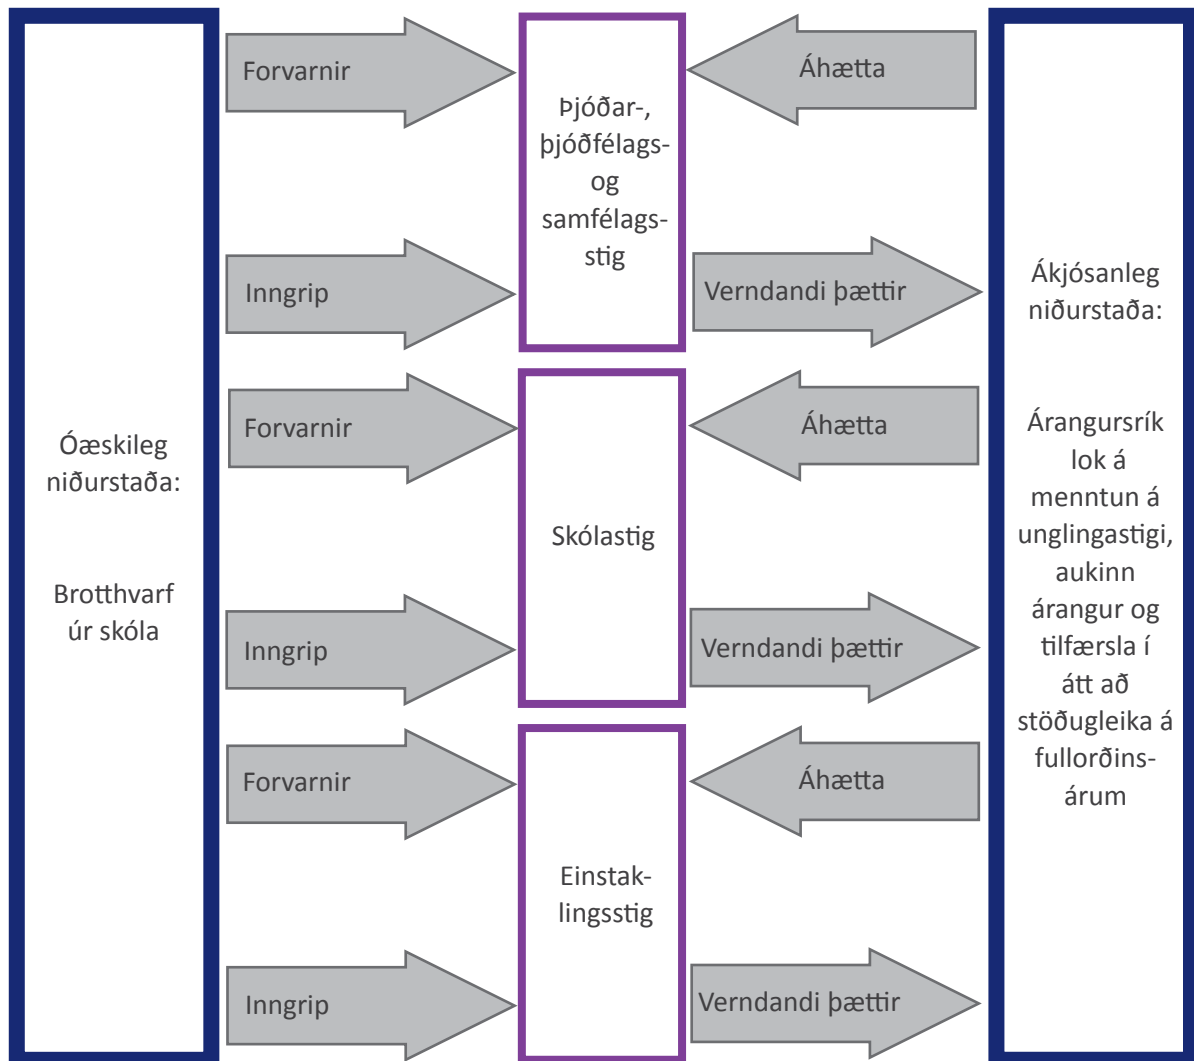 Óæskileg
niðurstaða:
Brotthvarf
úr skóla
Forvarnir
Þjóðar-,
þjóðfélags-
og
samfélags-
stig
Áhætta
Inngrip
Verndandi þættir
Forvarnir
Skólastig
Áhætta
Inngrip
Verndandi þættir
Forvarnir
Einstak-
lingsstig
Áhætta
Inngrip
Verndandi þættir
Ákjósanleg
niðurstaða:
Árangursrík
lok á
menntun á
unglingastigi,
aukinn
árangur og
tilfærsla í
átt að
stöðugleika á
fullorðins-
árum